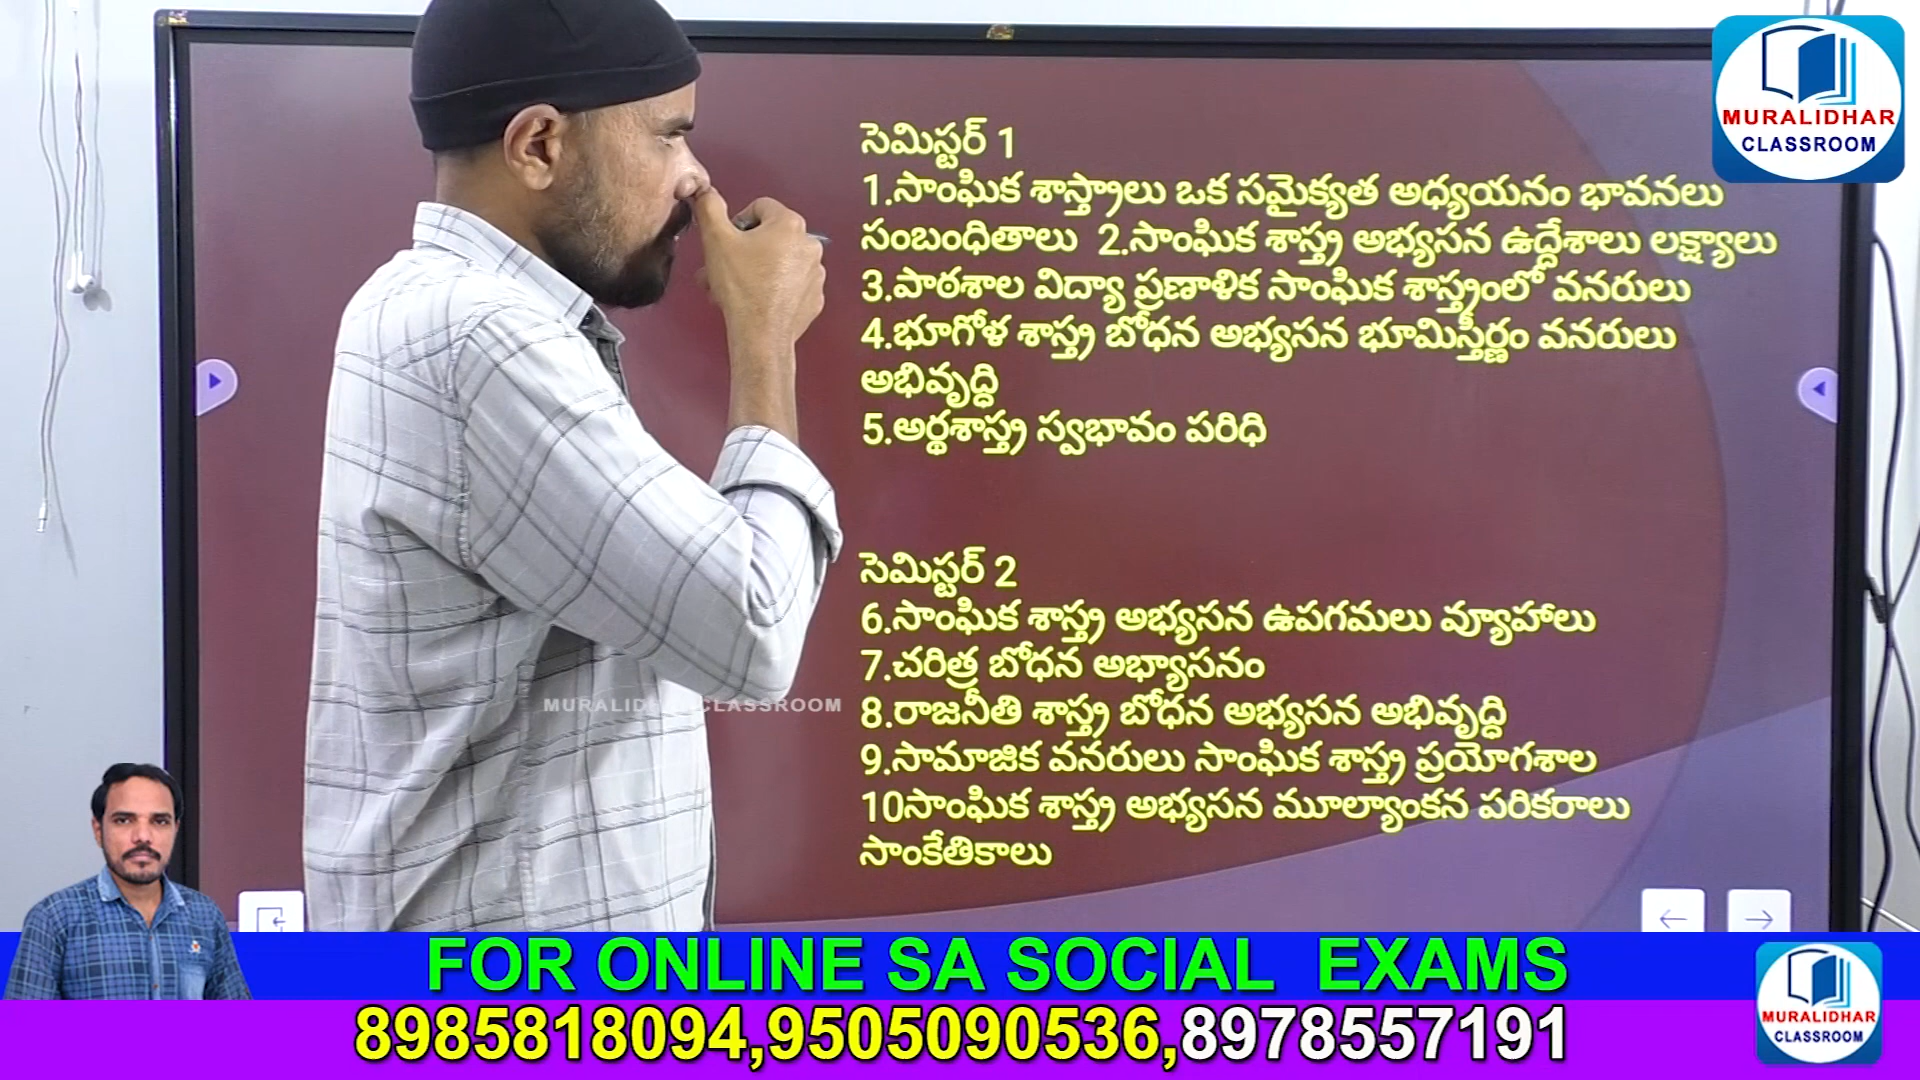 సెమిస్టర్ 1
1.సాంఘిక శాస్త్రాలు ఒక సమైక్యత అధ్యయనం భావనలు
సంబంధితాలు 2.సాంఘిక శాస్త్ర అభ్యసన ఉద్దేశాలు లక్ష్యాలు
3.పాఠశాల విద్యా ప్రణాళిక సాంఘిక శాస్త్రంలో వనరులు
4.భూగోళ శాస్త్ర బోధన అభ్యసన భూమిస్తీర్ణం వనరులు
అభివృద్ధి
5.అర్థశాస్త్ర స్వభావం పరిధి
సెమిస్టర్ 2
6.సాంఘిక శాస్త్ర అభ్యసన ఉపగమలు వ్యూహాలు
7.చరిత్ర బోధన అభ్యాసనం
8.రాజనీతి శాస్త్ర బోధన అభ్యసన అభివృద్ధి
9.సామాజిక వనరులు సాంఘిక శాస్త్ర ప్రయోగశాల
10సాంఘిక శాస్త్ర అభ్యసన మూల్యాంకన పరికరాలు
సాంకేతికాలు
MURALIDHAR
CLASSROOM
MURALIDHAR CLASSROOM
FOR ONLINE SA SOCIAL EXAMS
8985818094,9505090536,8978557191
MURALIDHAR
CLASSROOM